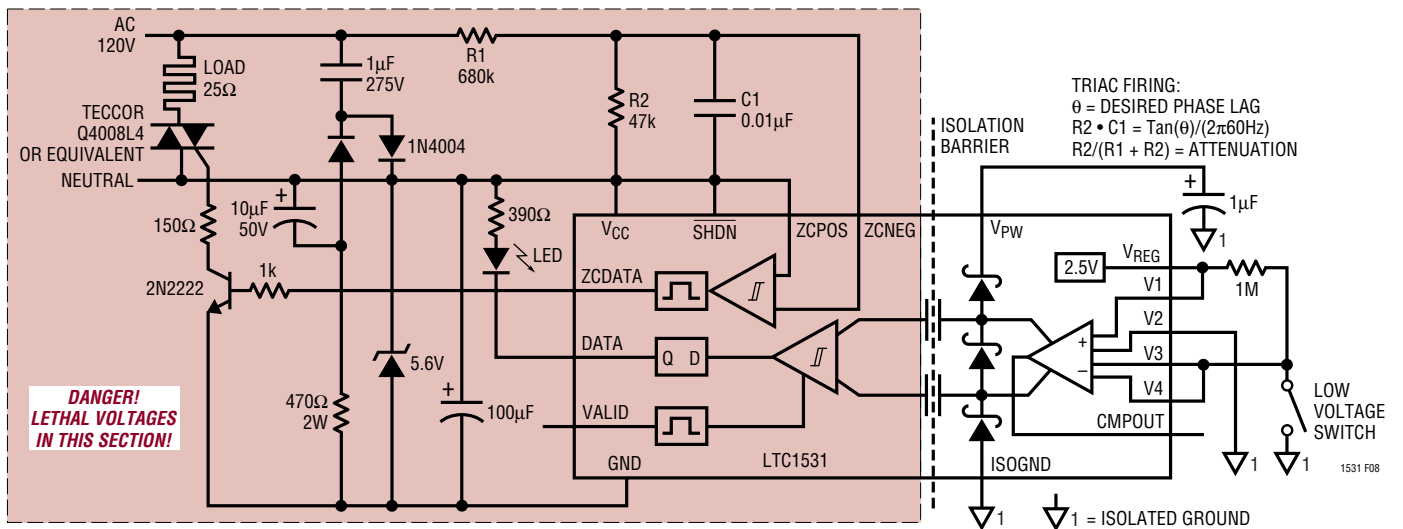 AC
120V
LOAD
25Ω
TECCOR
Q4008L4
OR EQUIVALENT
NEUTRAL
1µF
275V
R1
680k
R2
47k
C1
0.01µF
1N4004
10µF
50V
+
150Ω
2N2222
1k
390Ω
LED
5.6V
470Ω
2W
+
100µF
DANGER!
LETHAL VOLTAGES
IN THIS SECTION!
VCC
SHDN
ZCPOS
ZCNEG
ZCDATA
DATA
Q D
VALID
GND
LTC1531
ISOLATION
BARRIER
TRIAC FIRING:
θ = DESIRED PHASE LAG
R2 • C1 = Tan(θ)/(2π60Hz)
R2/(R1 + R2) = ATTENUATION
+
1µF
1
VPW
2.5V
VREG
V1
V2
V3
V4
+
−
CMPOUT
ISOGND
1M
LOW
VOLTAGE
SWITCH
1
1
1
1 = ISOLATED GROUND
1531 F08